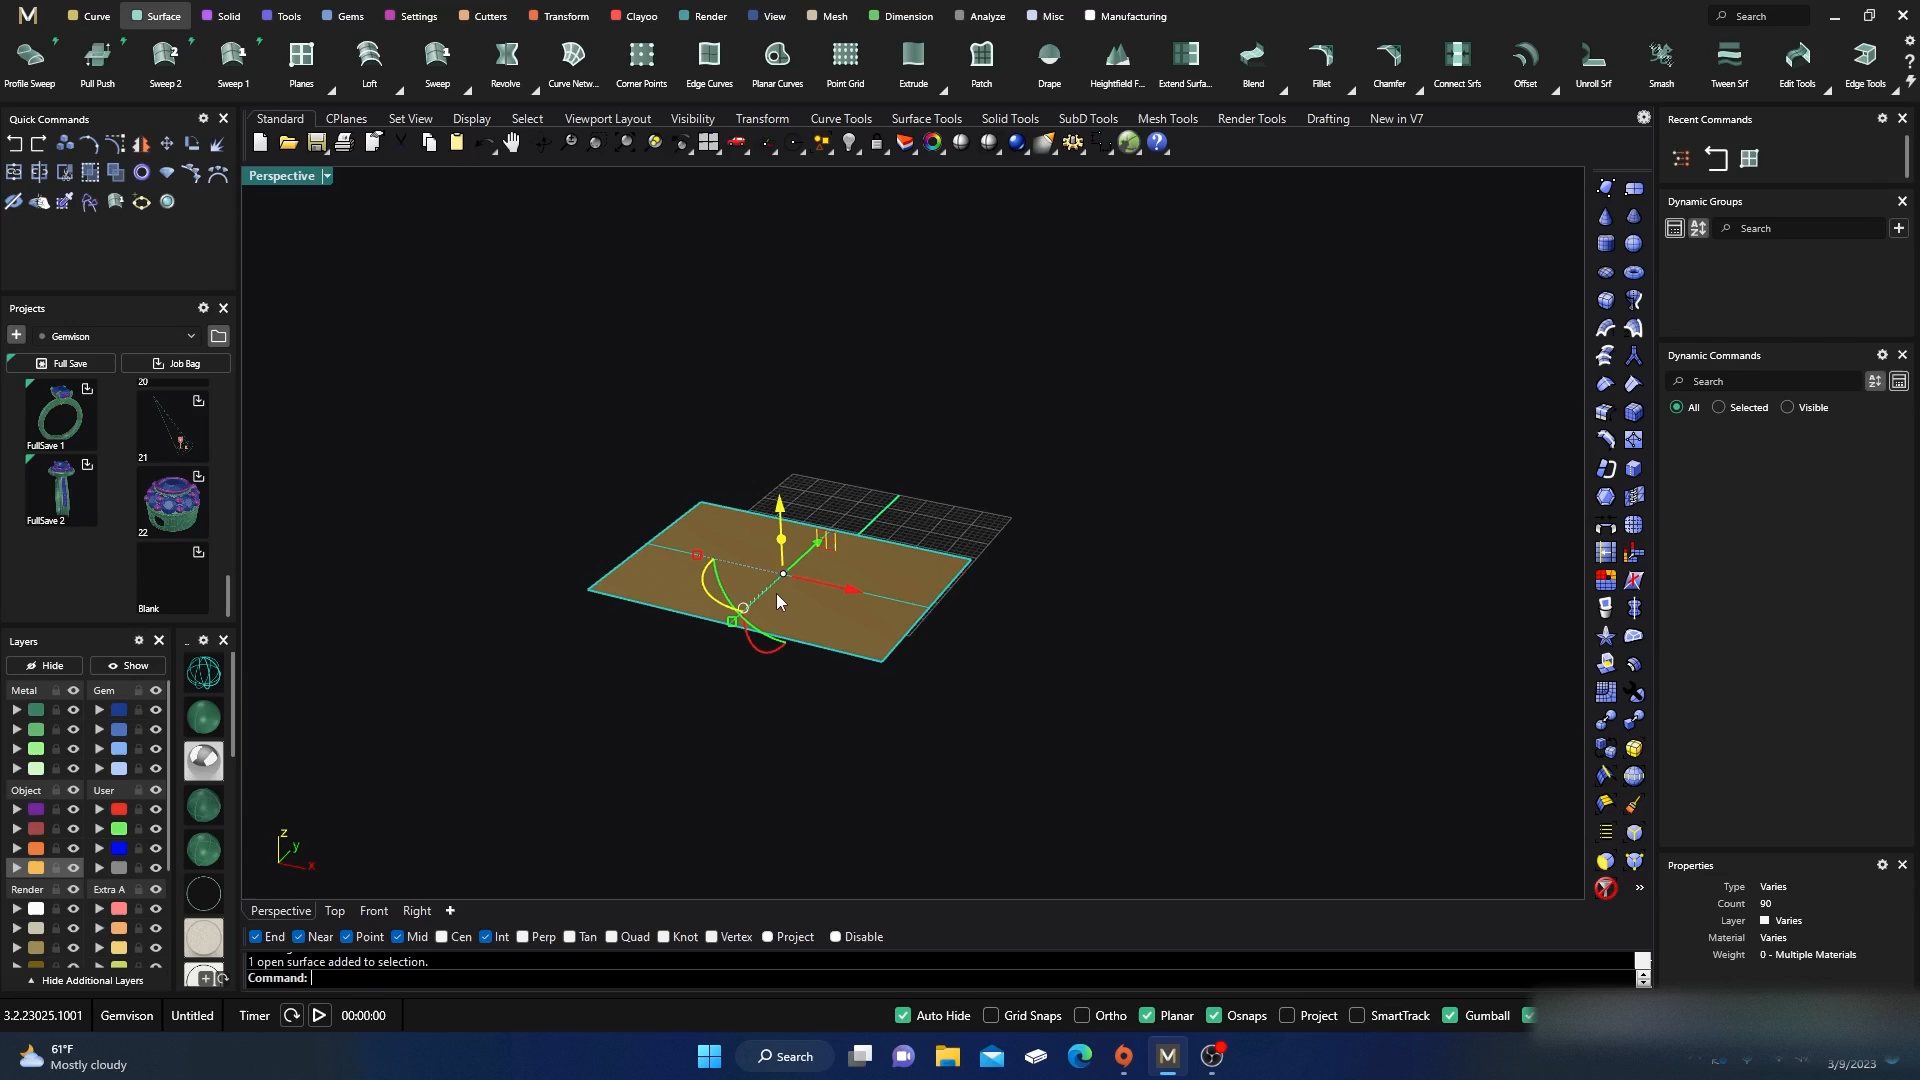 Curve Surface Solid Tools Gems Settings Cutters Transform Clayoo Render View Mesh Dimension Analyze Misc Manufacturing Search
Profile Sweep Pull Push Sweep 2 Sweep 1 Planes Loft Sweep Revolve Curve Netw... Corner Points Edge Curves Planar Curves Point Grid Extrude Patch Drape Heightfield F... Extend Surfa... Blend Fillet Chamfer Connect Srfs Offset Unroll Srf Smash Tween Srf Edit Tools Edge Tools
Quick Commands
Standard CPlanes Set View Display Select Viewport Layout Visibility Transform Curve Tools Surface Tools Solid Tools SubD Tools Mesh Tools Render Tools Drafting New in V7
Recent Commands
Perspective
Dynamic Groups
Search
Projects
Gemvison
Full Save Job Bag
20
FullSave 1
21
FullSave 2
22
Blank
Dynamic Commands
Search
All Selected Visible
Layers
Hide Show
Metal Gem
Object User
Render Extra A
Hide Additional Layers
z
y
x
Properties
Type Varies
Count 90
Layer Varies
Material Varies
Weight 0 - Multiple Materials
Perspective Top Front Right
End Near Point Mid Cen Int Perp Tan Quad Knot Vertex Project Disable
1 open surface added to selection.
Command:
3.2.23025.1001 Gemvison Untitled Timer 00:00:00 Auto Hide Grid Snaps Ortho Planar Osnaps Project SmartTrack Gumball
61°F
Mostly cloudy
Search
3/9/2023